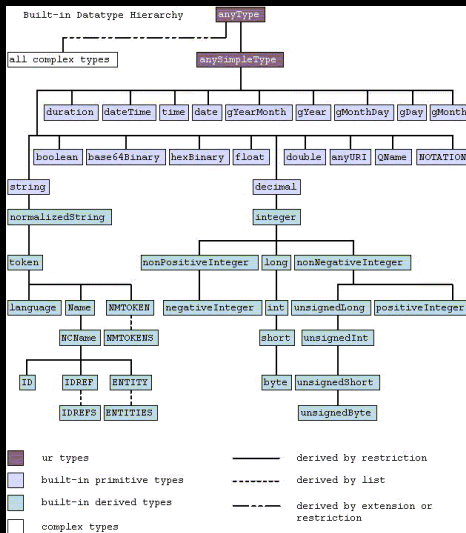 Built-in Datatype Hierarchy
anyType
all complex types
anySimpleType
duration dateTime time date gYearMonth gYear gMonthDay gDay gMonth
boolean base64Binary hexBinary float double anyURI QName NOTATION
string decimal
normalizedString integer
token nonPositiveInteger long nonNegativeInteger
language Name NMTOKEN negativeInteger int unsignedLong positiveInteger
NCName NMTOKENS short unsignedInt
ID IDREF ENTITY byte unsignedShort
IDREFS ENTITIES unsignedByte
ur types derived by restriction
built-in primitive types derived by list
built-in derived types derived by extension or
restriction
complex types